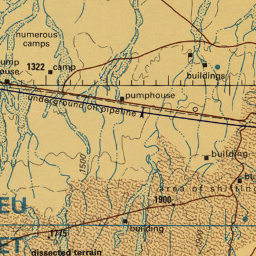 numerous
camps
1322
camp
buildings
pumphouse
underground oil pipeline
1500
building
area of shifting
1900
EU
building
1775
ET
dissected terrain